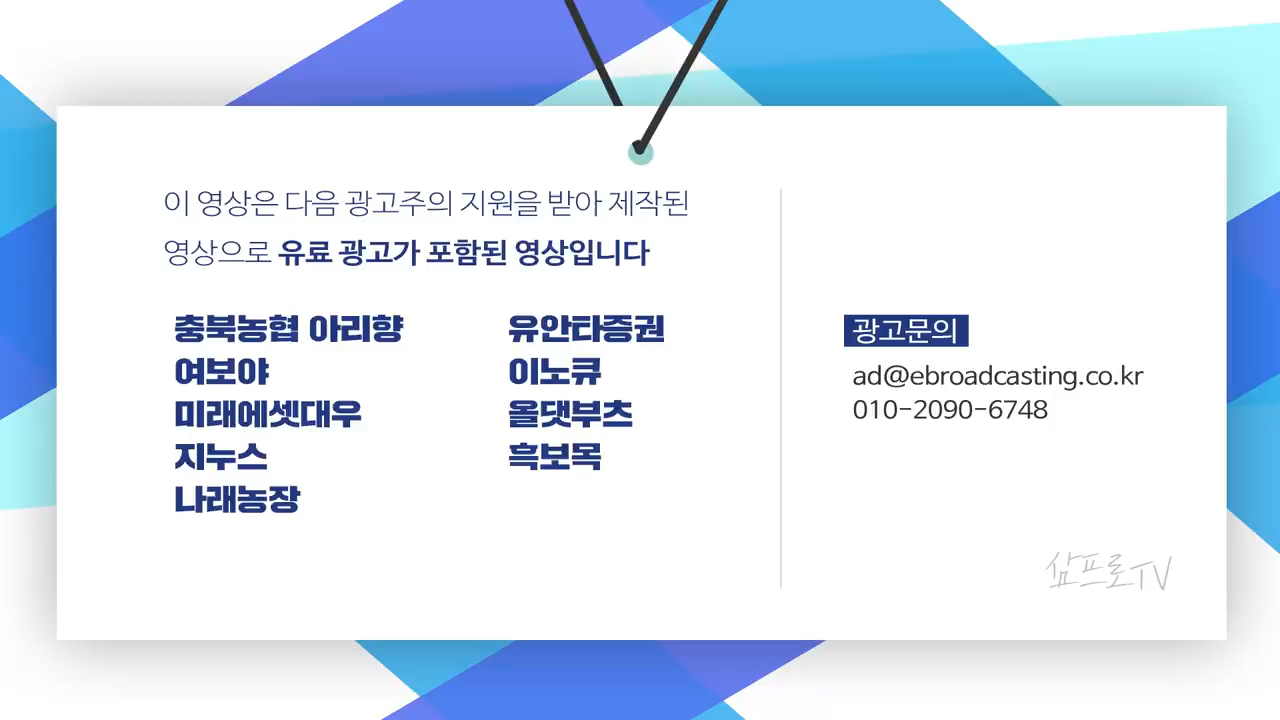 이 영상은 다음 광고주의 지원을 받아 제작된
영상으로 유료 광고가 포함된 영상입니다
충북농협 아리향
여보야
미래에셋대우
지누스
나래농장
유안타증권
이노큐
올댓부츠
흑보목
광고문의
ad@ebroadcasting.co.kr
010-2090-6748
삼프로TV